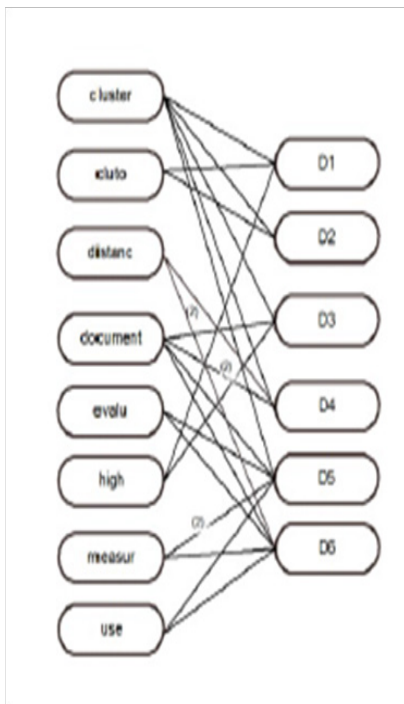 cluster
cluto
distanc
document
evalu
high
measur
use
D1
D2
D3
D4
D5
D6
(2)
(2)
(2)